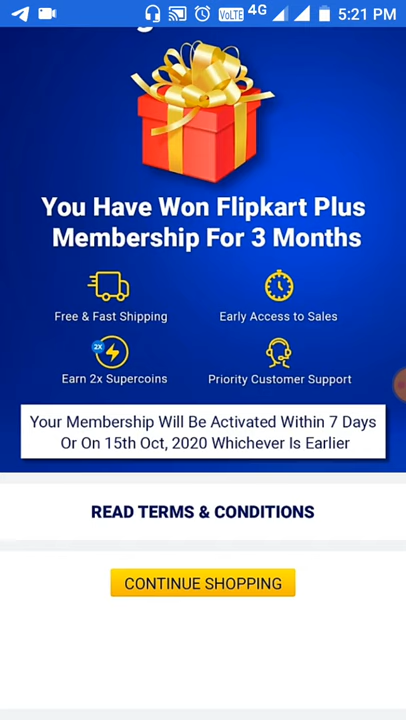 VoLTE 4G 5:21 PM
You Have Won Flipkart Plus
Membership For 3 Months
Free & Fast Shipping
Early Access to Sales
2X
Earn 2x Supercoins
Priority Customer Support
Your Membership Will Be Activated Within 7 Days
Or On 15th Oct, 2020 Whichever Is Earlier
READ TERMS & CONDITIONS
CONTINUE SHOPPING